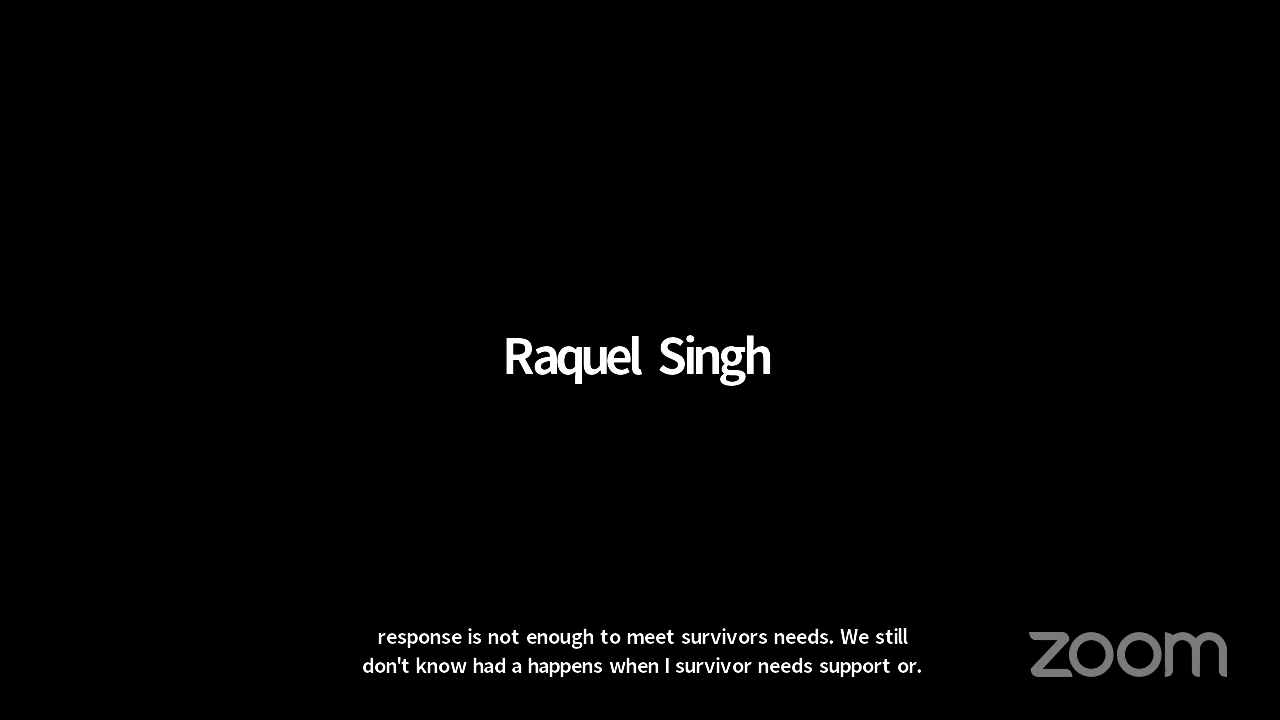 Raquel Singh
response is not enough to meet survivors needs. We still
don't know had a happens when I survivor needs support or.
zoom